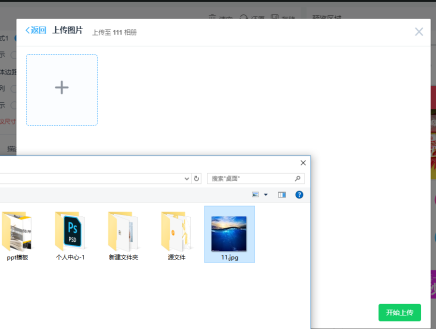 返回 上传图片 上传至 111 相册
搜索"桌面"
PSD
ppt模板
个人中心-1
新建文件夹
源文件
11.jpg
开始上传